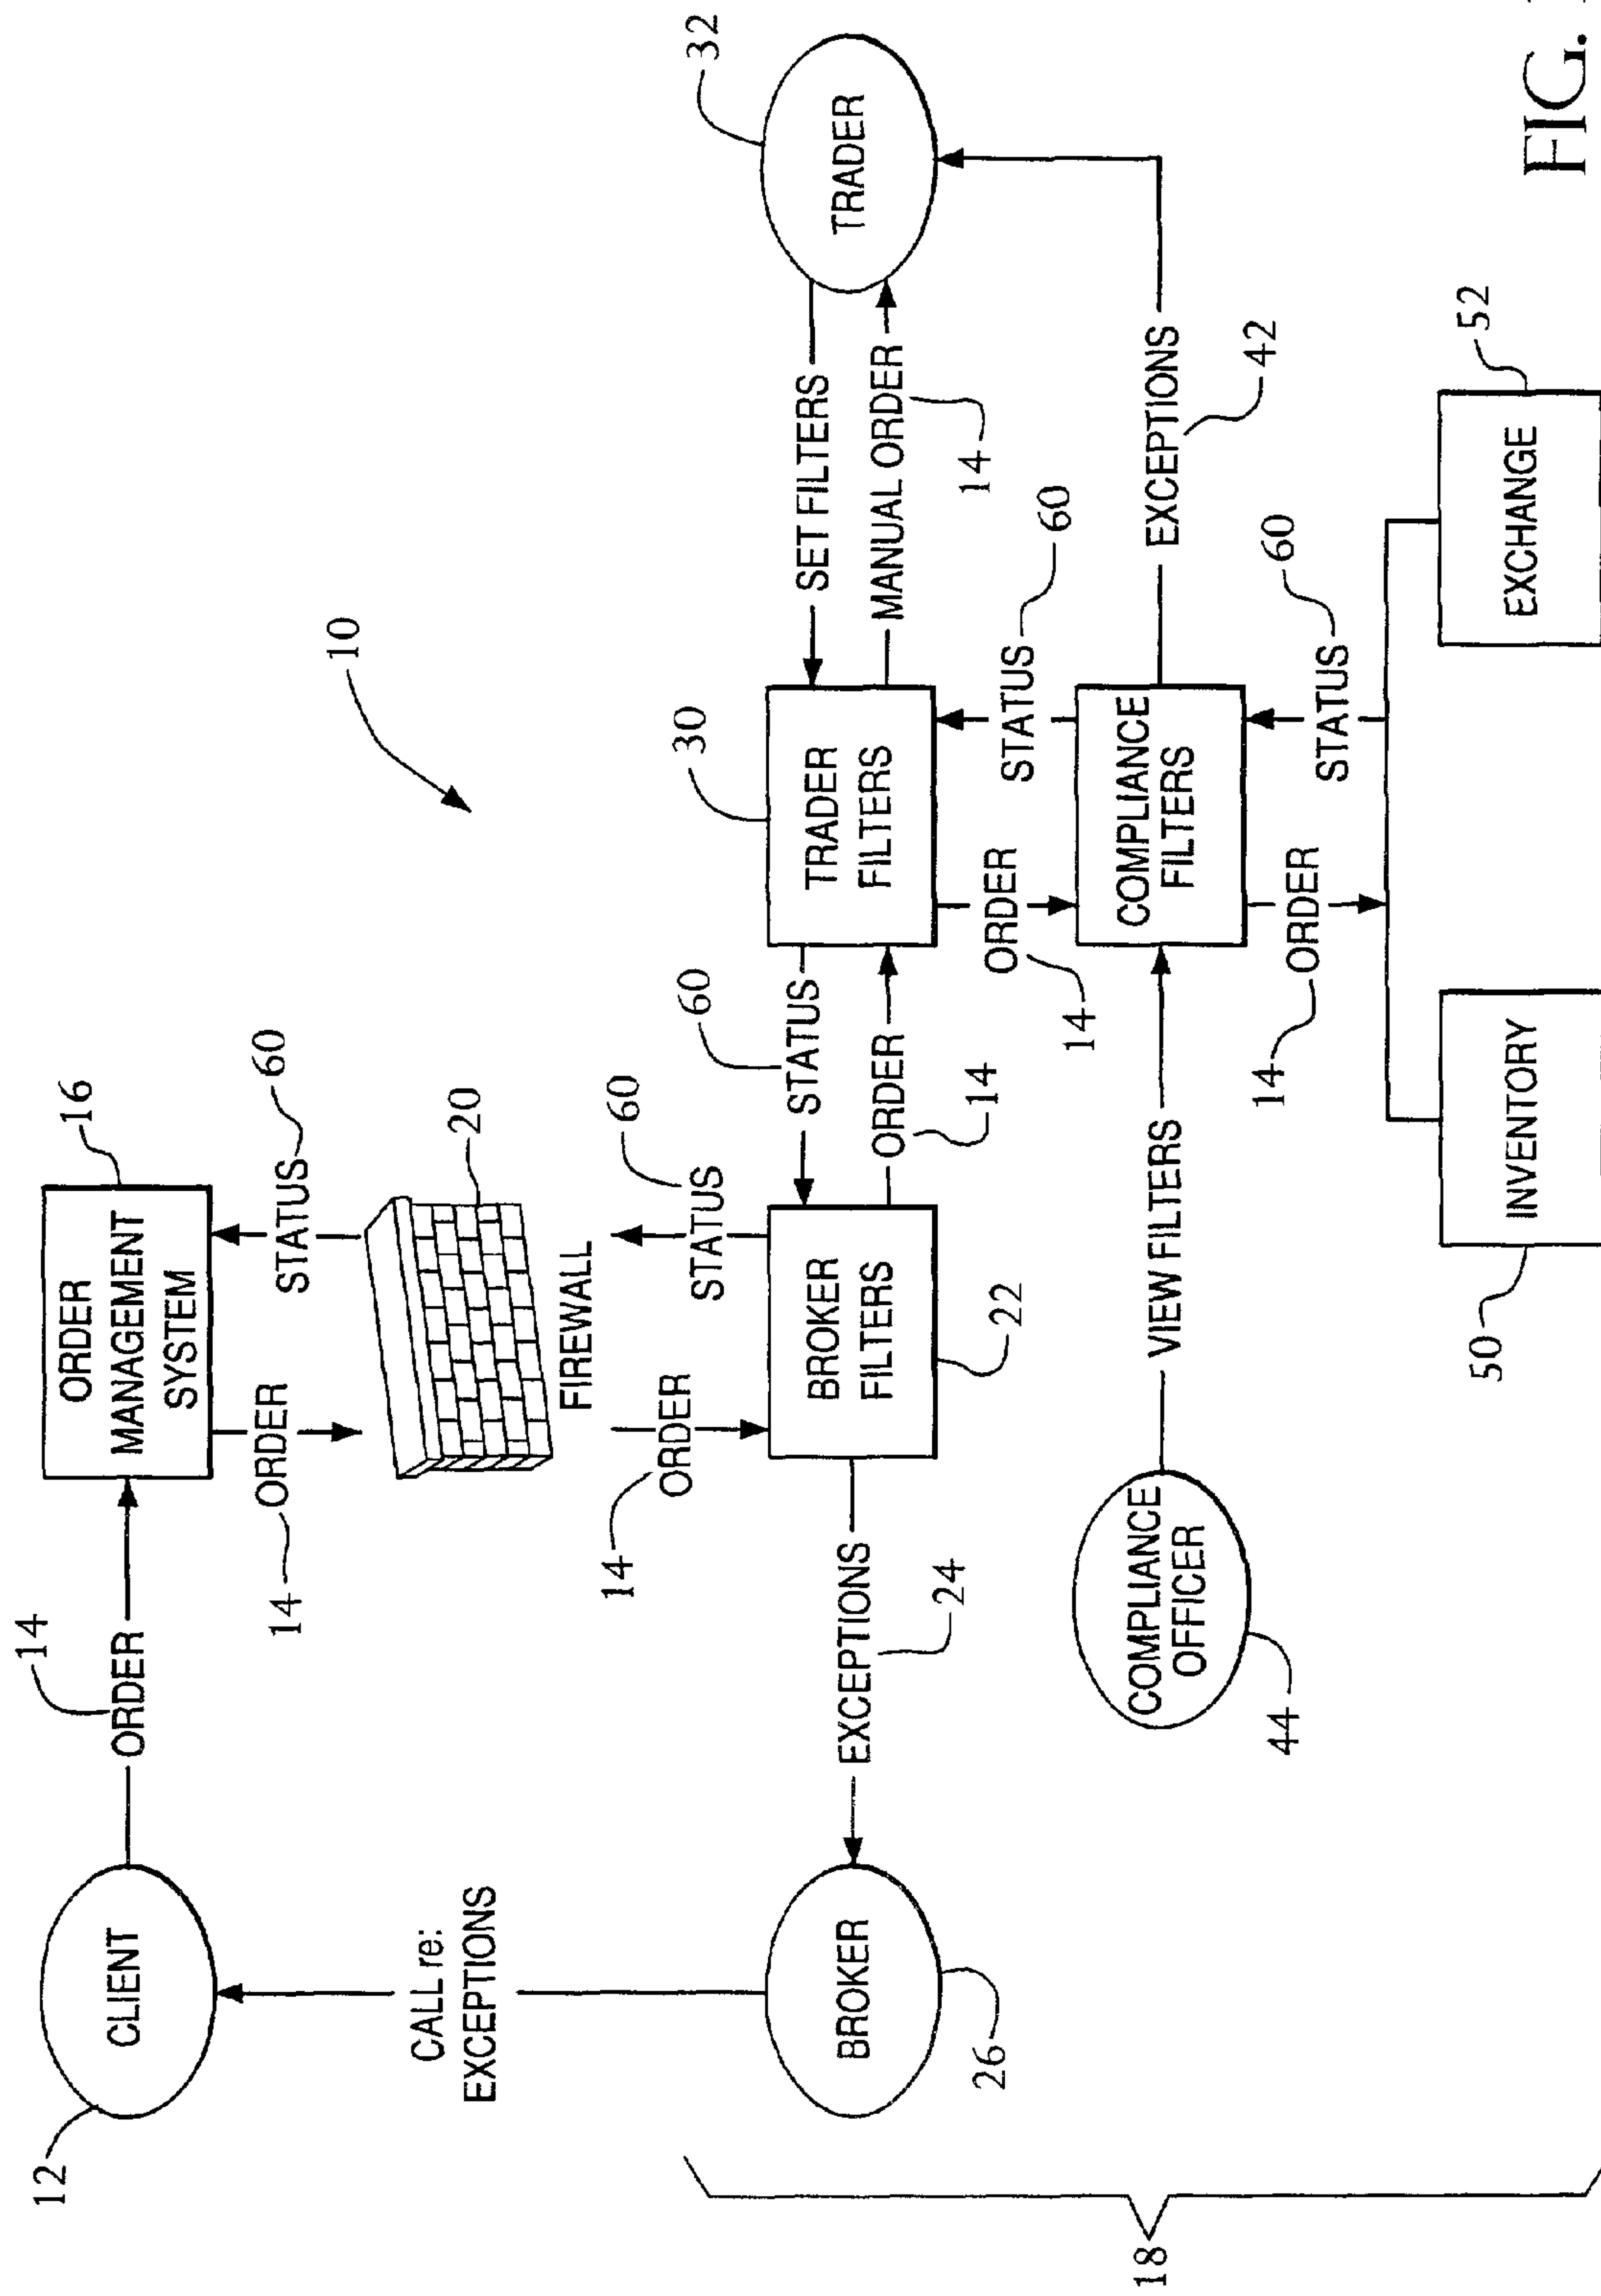 12
CLIENT
14
ORDER
ORDER
MANAGEMENT
SYSTEM
16
14
ORDER
STATUS
60
20
FIREWALL
CALL re:
EXCEPTIONS
14
ORDER
STATUS
60
10
BROKER
26
EXCEPTIONS
24
BROKER
FILTERS
22
STATUS
60
ORDER
14
TRADER
FILTERS
30
SET FILTERS
MANUAL ORDER
14
TRADER
32
ORDER
14
STATUS
60
18
COMPLIANCE
OFFICER
44
VIEW FILTERS
COMPLIANCE
FILTERS
EXCEPTIONS
42
14
ORDER
STATUS
60
50
INVENTORY
EXCHANGE
52
FIG.